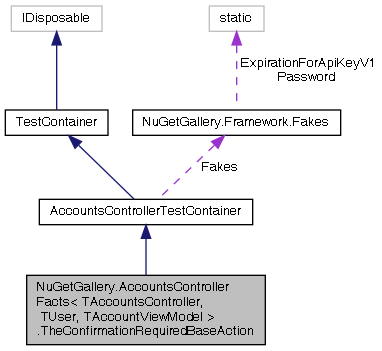 IDisposable
static
ExpirationForApiKeyV1
Password
TestContainer
NuGetGallery.Framework.Fakes
Fakes
AccountsControllerTestContainer
NuGetGallery.AccountsController
Facts< TAccountsController,
TUser, TAccountViewModel >
.TheConfirmationRequiredBaseAction